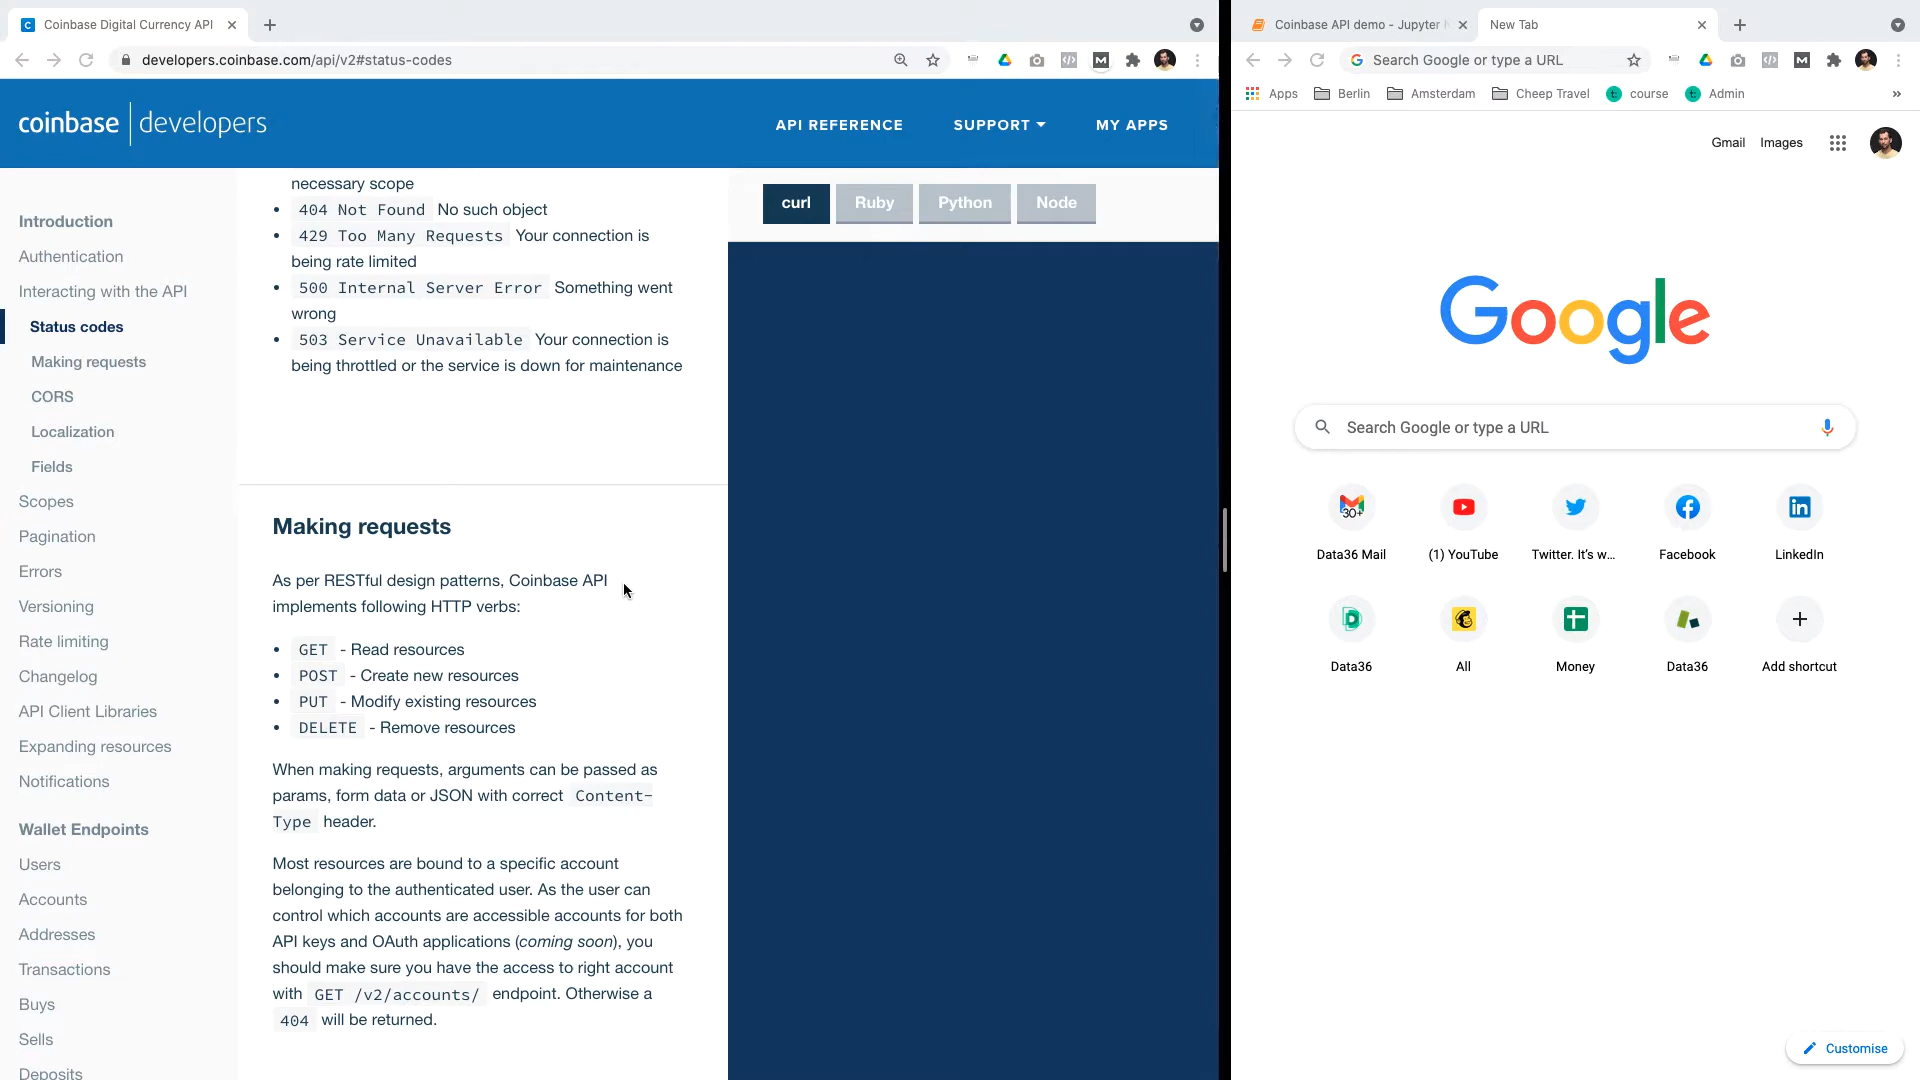 Coinbase Digital Currency API
developers.coinbase.com/api/v2#status-codes
coinbase developers
API REFERENCE
SUPPORT
MY APPS
Introduction
Authentication
Interacting with the API
Status codes
Making requests
CORS
Localization
Fields
Scopes
Pagination
Errors
Versioning
Rate limiting
Changelog
API Client Libraries
Expanding resources
Notifications
Wallet Endpoints
Users
Accounts
Addresses
Transactions
Buys
Sells
Deposits
necessary scope
• 404 Not Found No such object
• 429 Too Many Requests Your connection is
being rate limited
• 500 Internal Server Error Something went
wrong
• 503 Service Unavailable Your connection is
being throttled or the service is down for maintenance
Making requests
As per RESTful design patterns, Coinbase API
implements following HTTP verbs:
• GET - Read resources
• POST - Create new resources
• PUT - Modify existing resources
• DELETE - Remove resources
When making requests, arguments can be passed as
params, form data or JSON with correct Content-
Type header.
Most resources are bound to a specific account
belonging to the authenticated user. As the user can
control which accounts are accessible accounts for both
API keys and OAuth applications (coming soon), you
should make sure you have the access to right account
with GET /v2/accounts/ endpoint. Otherwise a
404 will be returned.
curl
Ruby
Python
Node
Coinbase API demo - Jupyter
New Tab
Search Google or type a URL
Apps
Berlin
Amsterdam
Cheep Travel
course
Admin
»
Gmail
Images
Google
Search Google or type a URL
30+
Data36 Mail
(1) YouTube
Twitter. It's w...
Facebook
LinkedIn
Data36
All
Money
Data36
Add shortcut
Customise